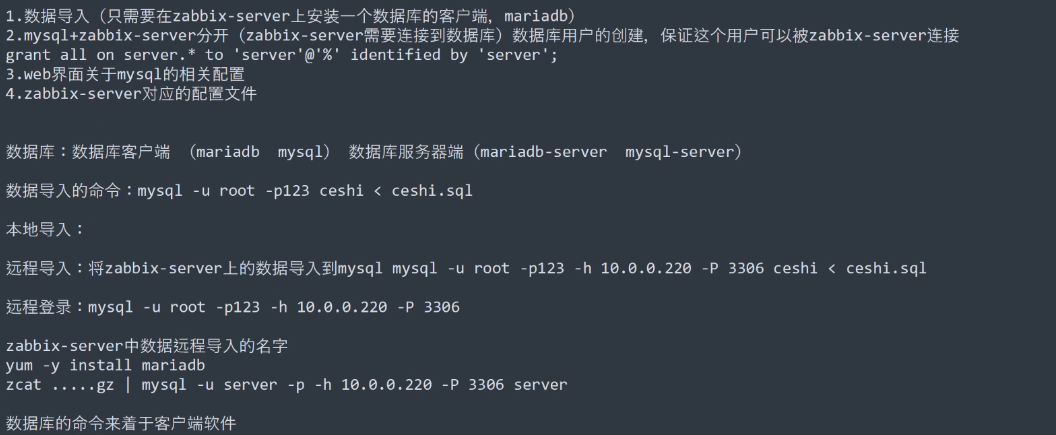 1.数据导入（只需要在zabbix-server上安装一个数据库的客户端，mariadb）
2.mysql+zabbix-server分开（zabbix-server需要连接到数据库）数据库用户的创建，保证这个用户可以被zabbix-server连接
grant all on server.* to 'server'@'%' identified by 'server';
3.web界面关于mysql的相关配置
4.zabbix-server对应的配置文件
数据库：数据库客户端 （mariadb  mysql） 数据库服务器端（mariadb-server  mysql-server）
数据导入的命令：mysql -u root -p123 ceshi < ceshi.sql
本地导入：
远程导入：将zabbix-server上的数据导入到mysql mysql -u root -p123 -h 10.0.0.220 -P 3306 ceshi < ceshi.sql
远程登录：mysql -u root -p123 -h 10.0.0.220 -P 3306
zabbix-server中数据远程导入的名字
yum -y install mariadb
zcat .....gz | mysql -u server -p -h 10.0.0.220 -P 3306 server
数据库的命令来着于客户端软件